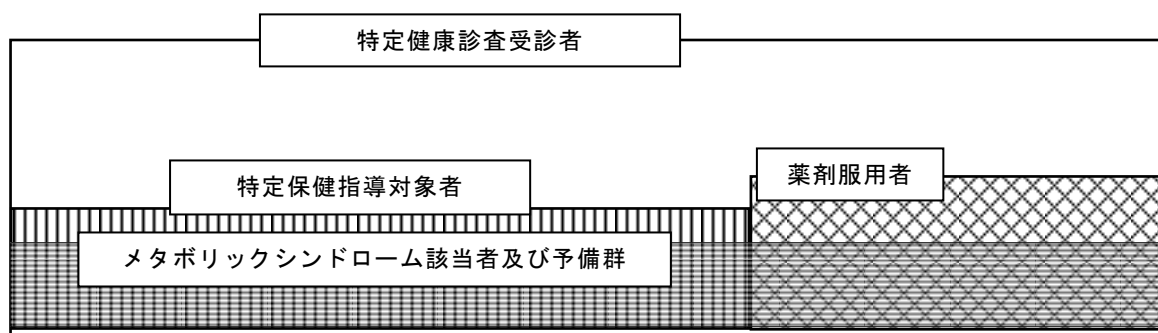 特定健康診査受診者
薬剤服用者
特定保健指導対象者
メタボリックシンドローム該当者及び予備群